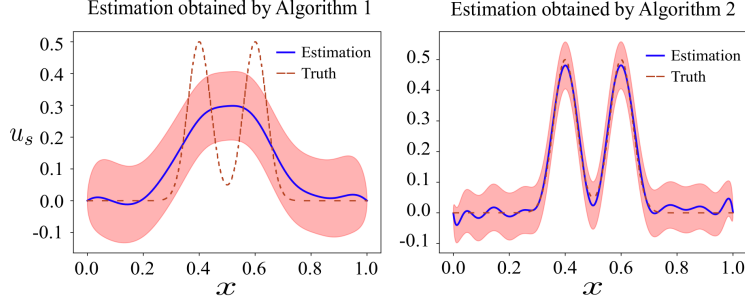 Estimation obtained by Algorithm 1
Estimation
Truth
u_s
0.5
0.4
0.3
0.2
0.1
0.0
-0.1
0.0 0.2 0.4 0.6 0.8 1.0
x
Estimation obtained by Algorithm 2
Estimation
Truth
0.5
0.4
0.3
0.2
0.1
0.0
-0.1
0.0 0.2 0.4 0.6 0.8 1.0
x